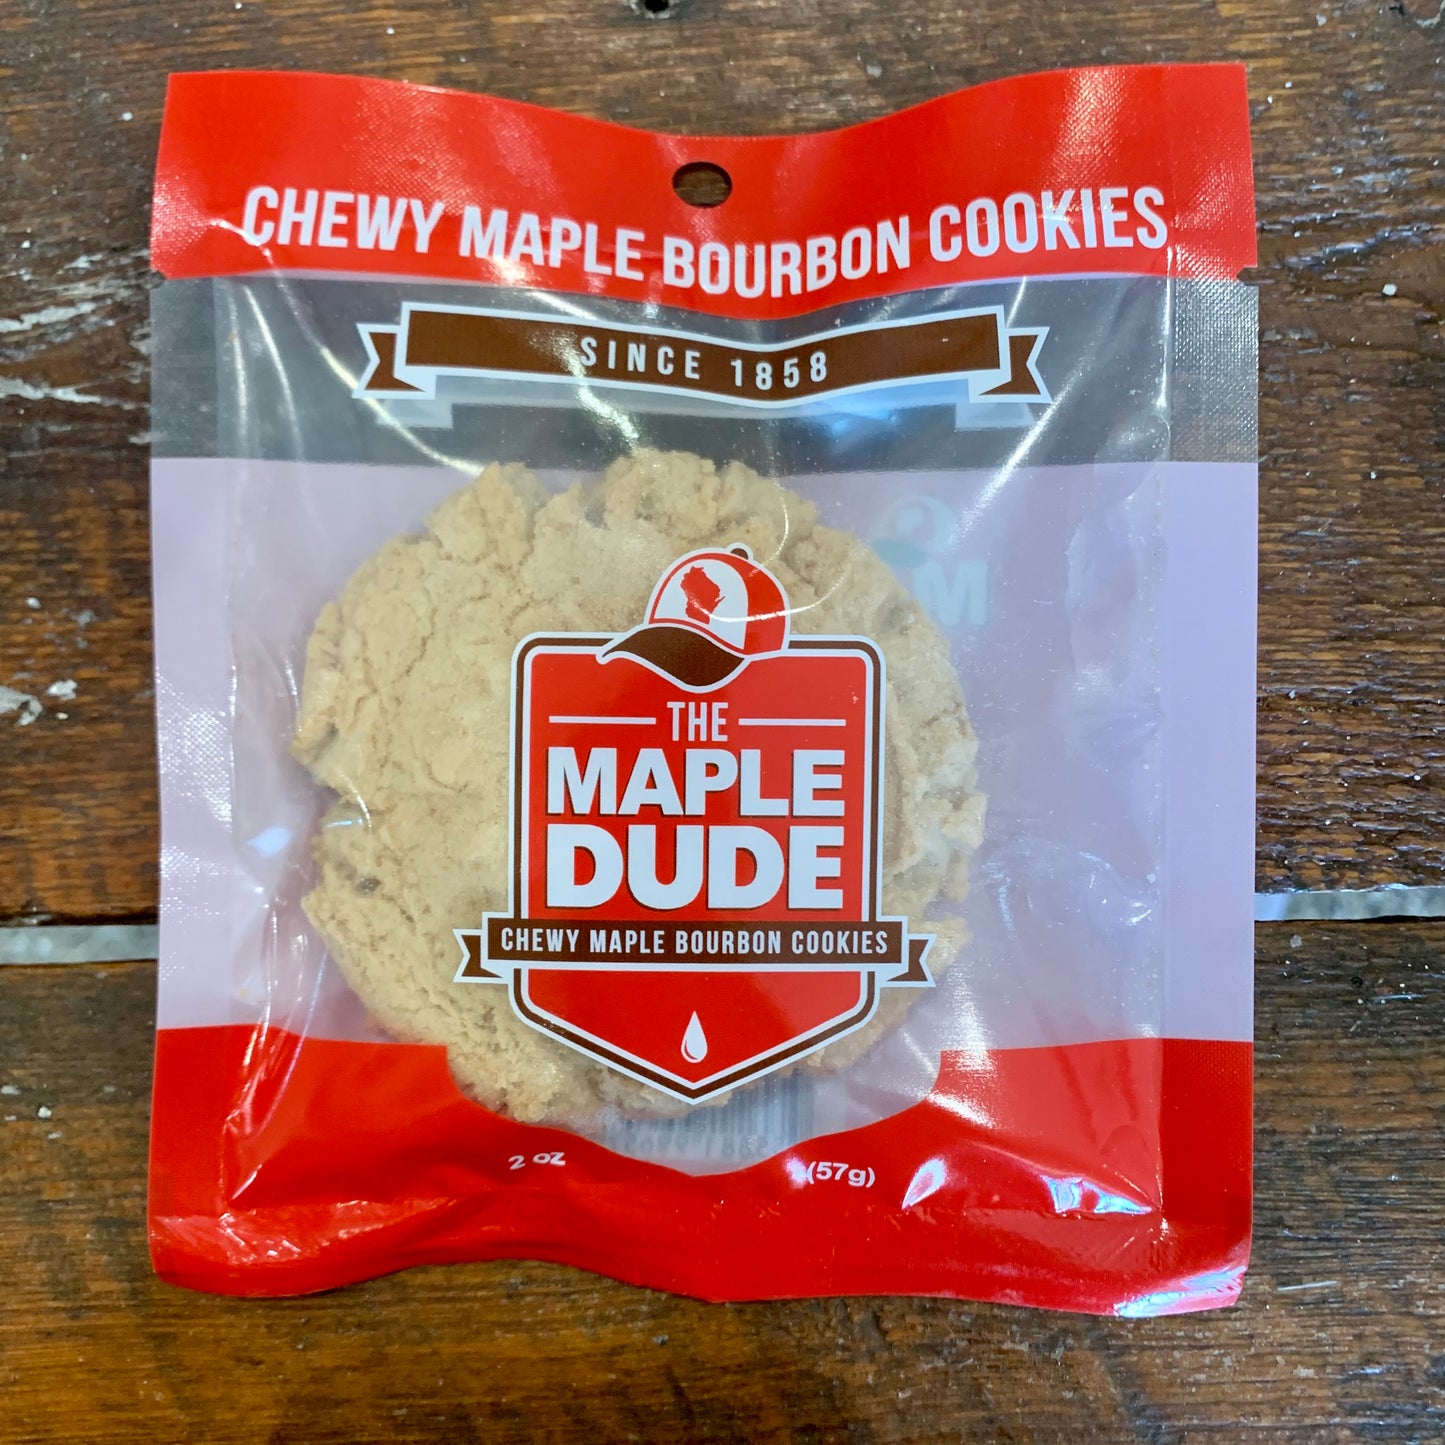 CHEWY MAPLE BOURBON COOKIES
SINCE 1858
THE
MAPLE
DUDE
CHEWY MAPLE BOURBON COOKIES
2 oz (57g)